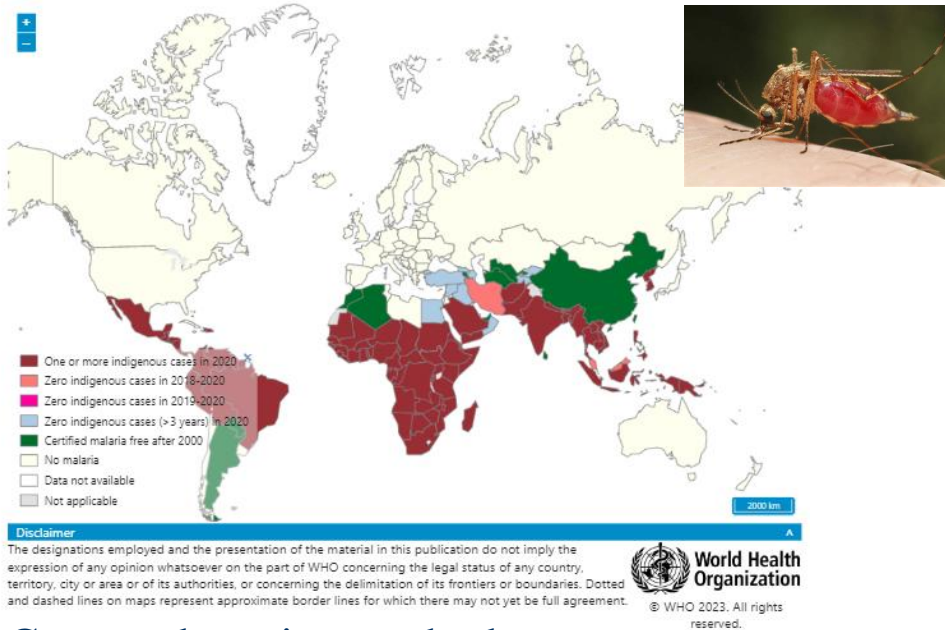 +
−
One or more indigenous cases in 2020
Zero indigenous cases in 2018-2020
Zero indigenous cases in 2019-2020
Zero indigenous cases (>3 years) in 2020
Certified malaria free after 2000
No malaria
Data not available
Not applicable
2000 km
Disclaimer
The designations employed and the presentation of the material in this publication do not imply the
expression of any opinion whatsoever on the part of WHO concerning the legal status of any country,
territory, city or area or of its authorities, or concerning the delimitation of its frontiers or boundaries. Dotted
and dashed lines on maps represent approximate border lines for which there may not yet be full agreement.
World Health
Organization
© WHO 2023. All rights
reserved.